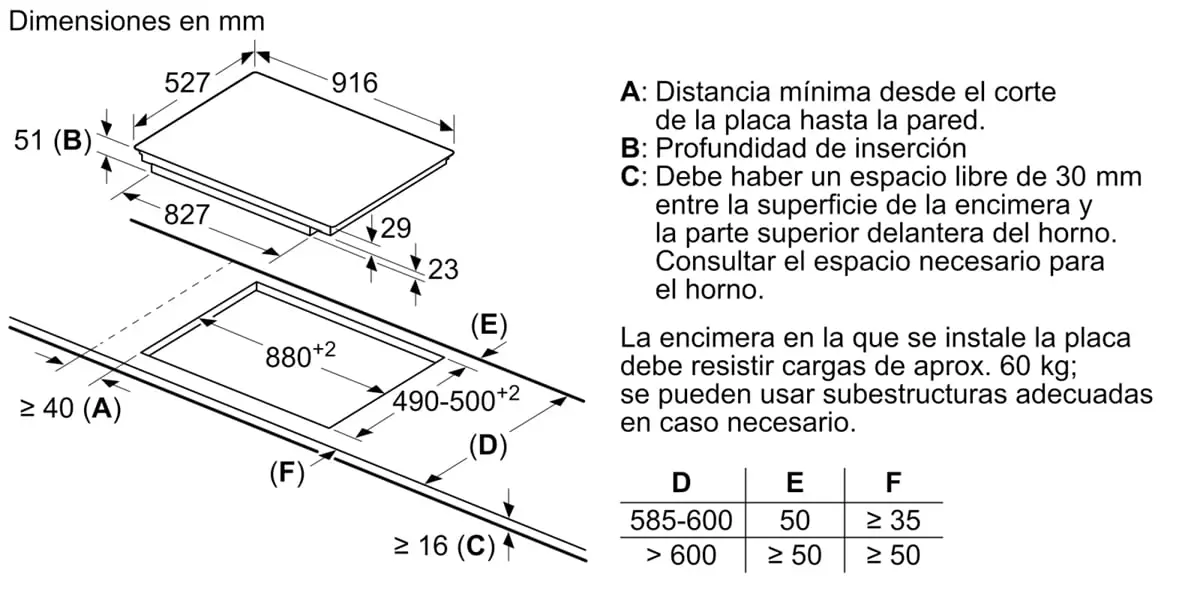 Dimensiones en mm
527
916
51 (B)
827
29
23
(E)
880+2
490-500+2
≥ 40 (A)
(D)
(F)
≥ 16 (C)
A: Distancia mínima desde el corte
de la placa hasta la pared.
B: Profundidad de inserción
C: Debe haber un espacio libre de 30 mm
entre la superficie de la encimera y
la parte superior delantera del horno.
Consultar el espacio necesario para
el horno.
La encimera en la que se instale la placa
debe resistir cargas de aprox. 60 kg;
se pueden usar subestructuras adecuadas
en caso necesario.
D E F
585-600 50 ≥ 35
> 600 ≥ 50 ≥ 50